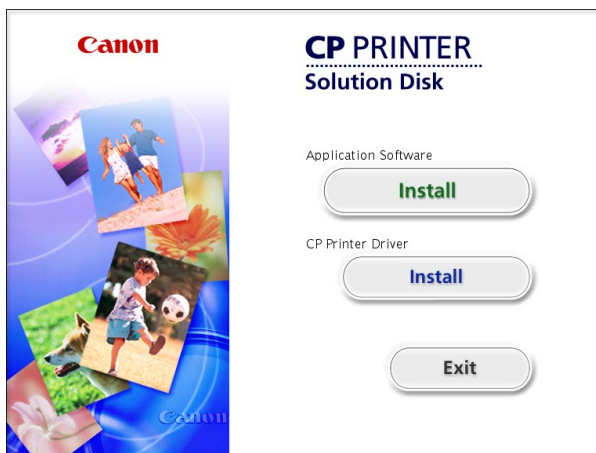 Canon
CP PRINTER
Solution Disk
Application Software
Install
CP Printer Driver
Install
Exit
Canon